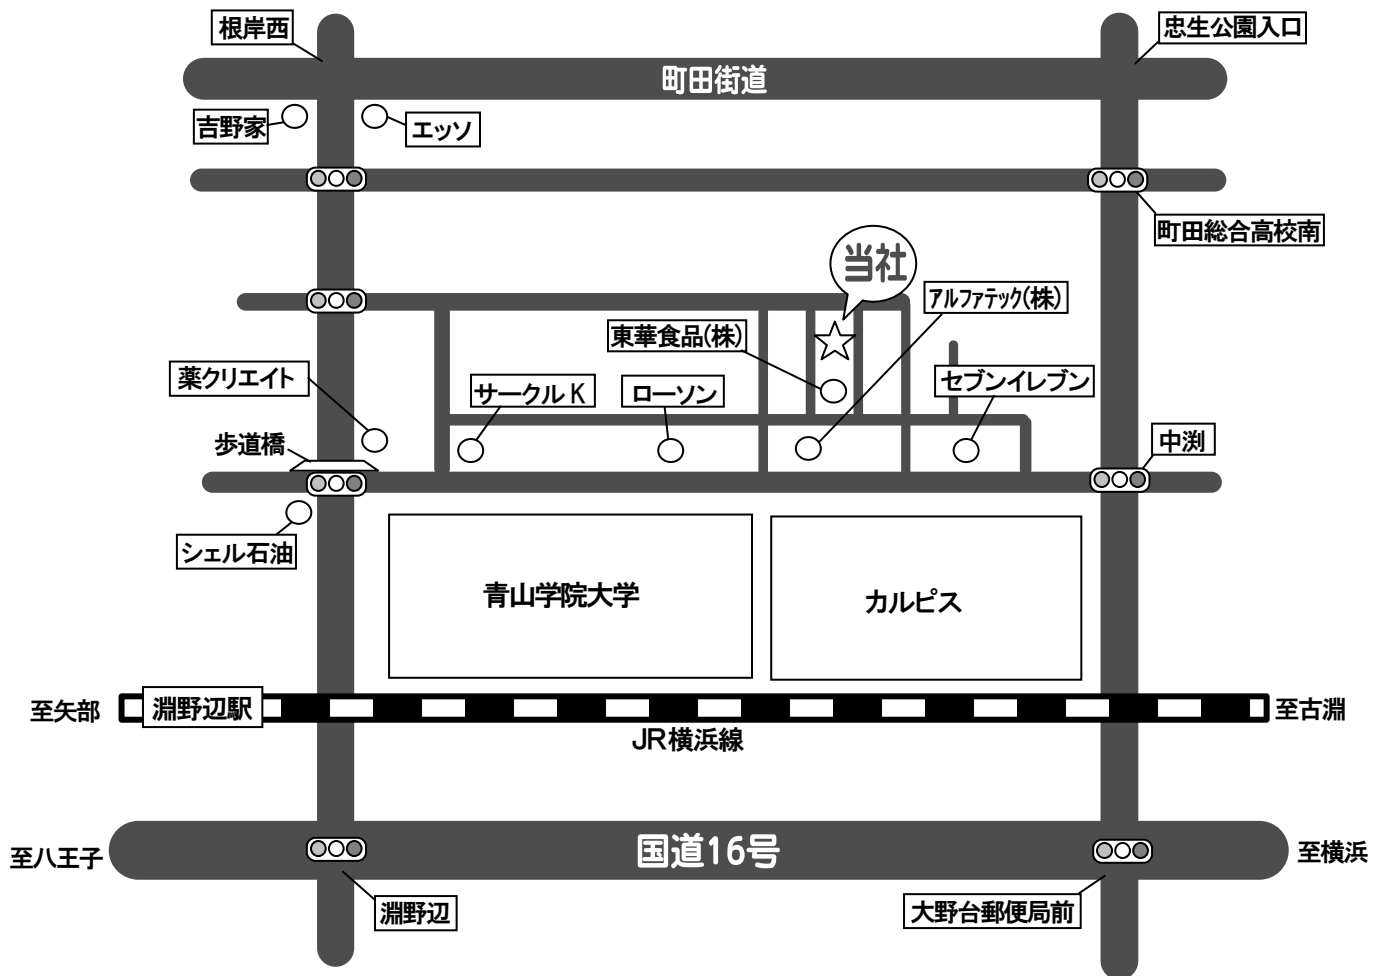 根岸西
忠生公園入口
町田街道
吉野家
エッソ
町田総合高校南
当社
アルファテック(株)
東華食品(株)
薬クリエイト
サークルK
ローソン
セブンイレブン
歩道橋
中渕
シェル石油
青山学院大学
カルピス
至矢部
淵野辺駅
至古淵
JR横浜線
国道16号
至八王子
至横浜
淵野辺
大野台郵便局前